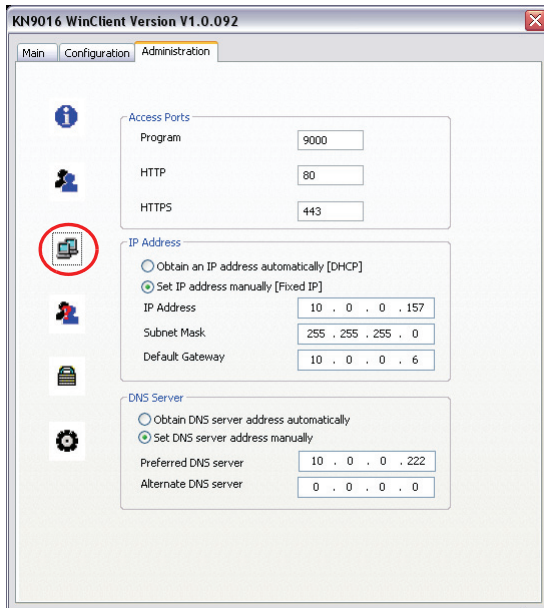 KN9016 WinClient Version V1.0.092
Main Configuration Administration
Access Ports
Program 9000
HTTP 80
HTTPS 443
IP Address
Obtain an IP address automatically [DHCP]
Set IP address manually [Fixed IP]
IP Address 10 . 0 . 0 . 157
Subnet Mask 255 . 255 . 255 . 0
Default Gateway 10 . 0 . 0 . 6
DNS Server
Obtain DNS server address automatically
Set DNS server address manually
Preferred DNS server 10 . 0 . 0 . 222
Alternate DNS server 0 . 0 . 0 . 0